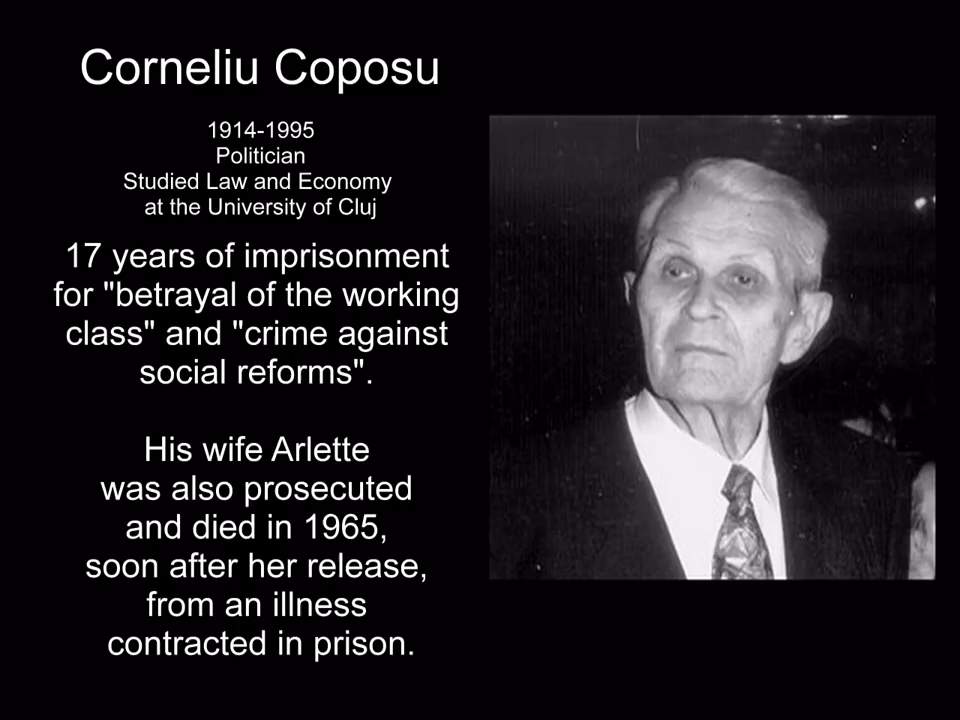 Corneliu Coposu
1914-1995
Politician
Studied Law and Economy
at the University of Cluj
17 years of imprisonment
for "betrayal of the working
class" and "crime against
social reforms".
His wife Arlette
was also prosecuted
and died in 1965,
soon after her release,
from an illness
contracted in prison.